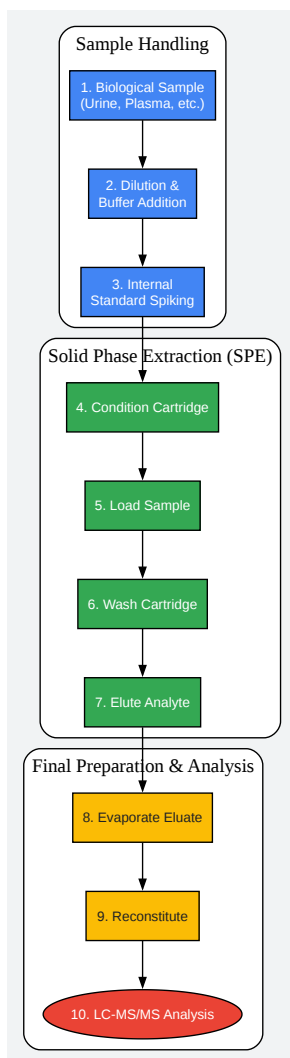 Sample Handling
1. Biological Sample
(Urine, Plasma, etc.)
2. Dilution &
Buffer Addition
3. Internal
Standard Spiking
Solid Phase Extraction (SPE)
4. Condition Cartridge
5. Load Sample
6. Wash Cartridge
7. Elute Analyte
Final Preparation & Analysis
8. Evaporate Eluate
9. Reconstitute
10. LC-MS/MS Analysis